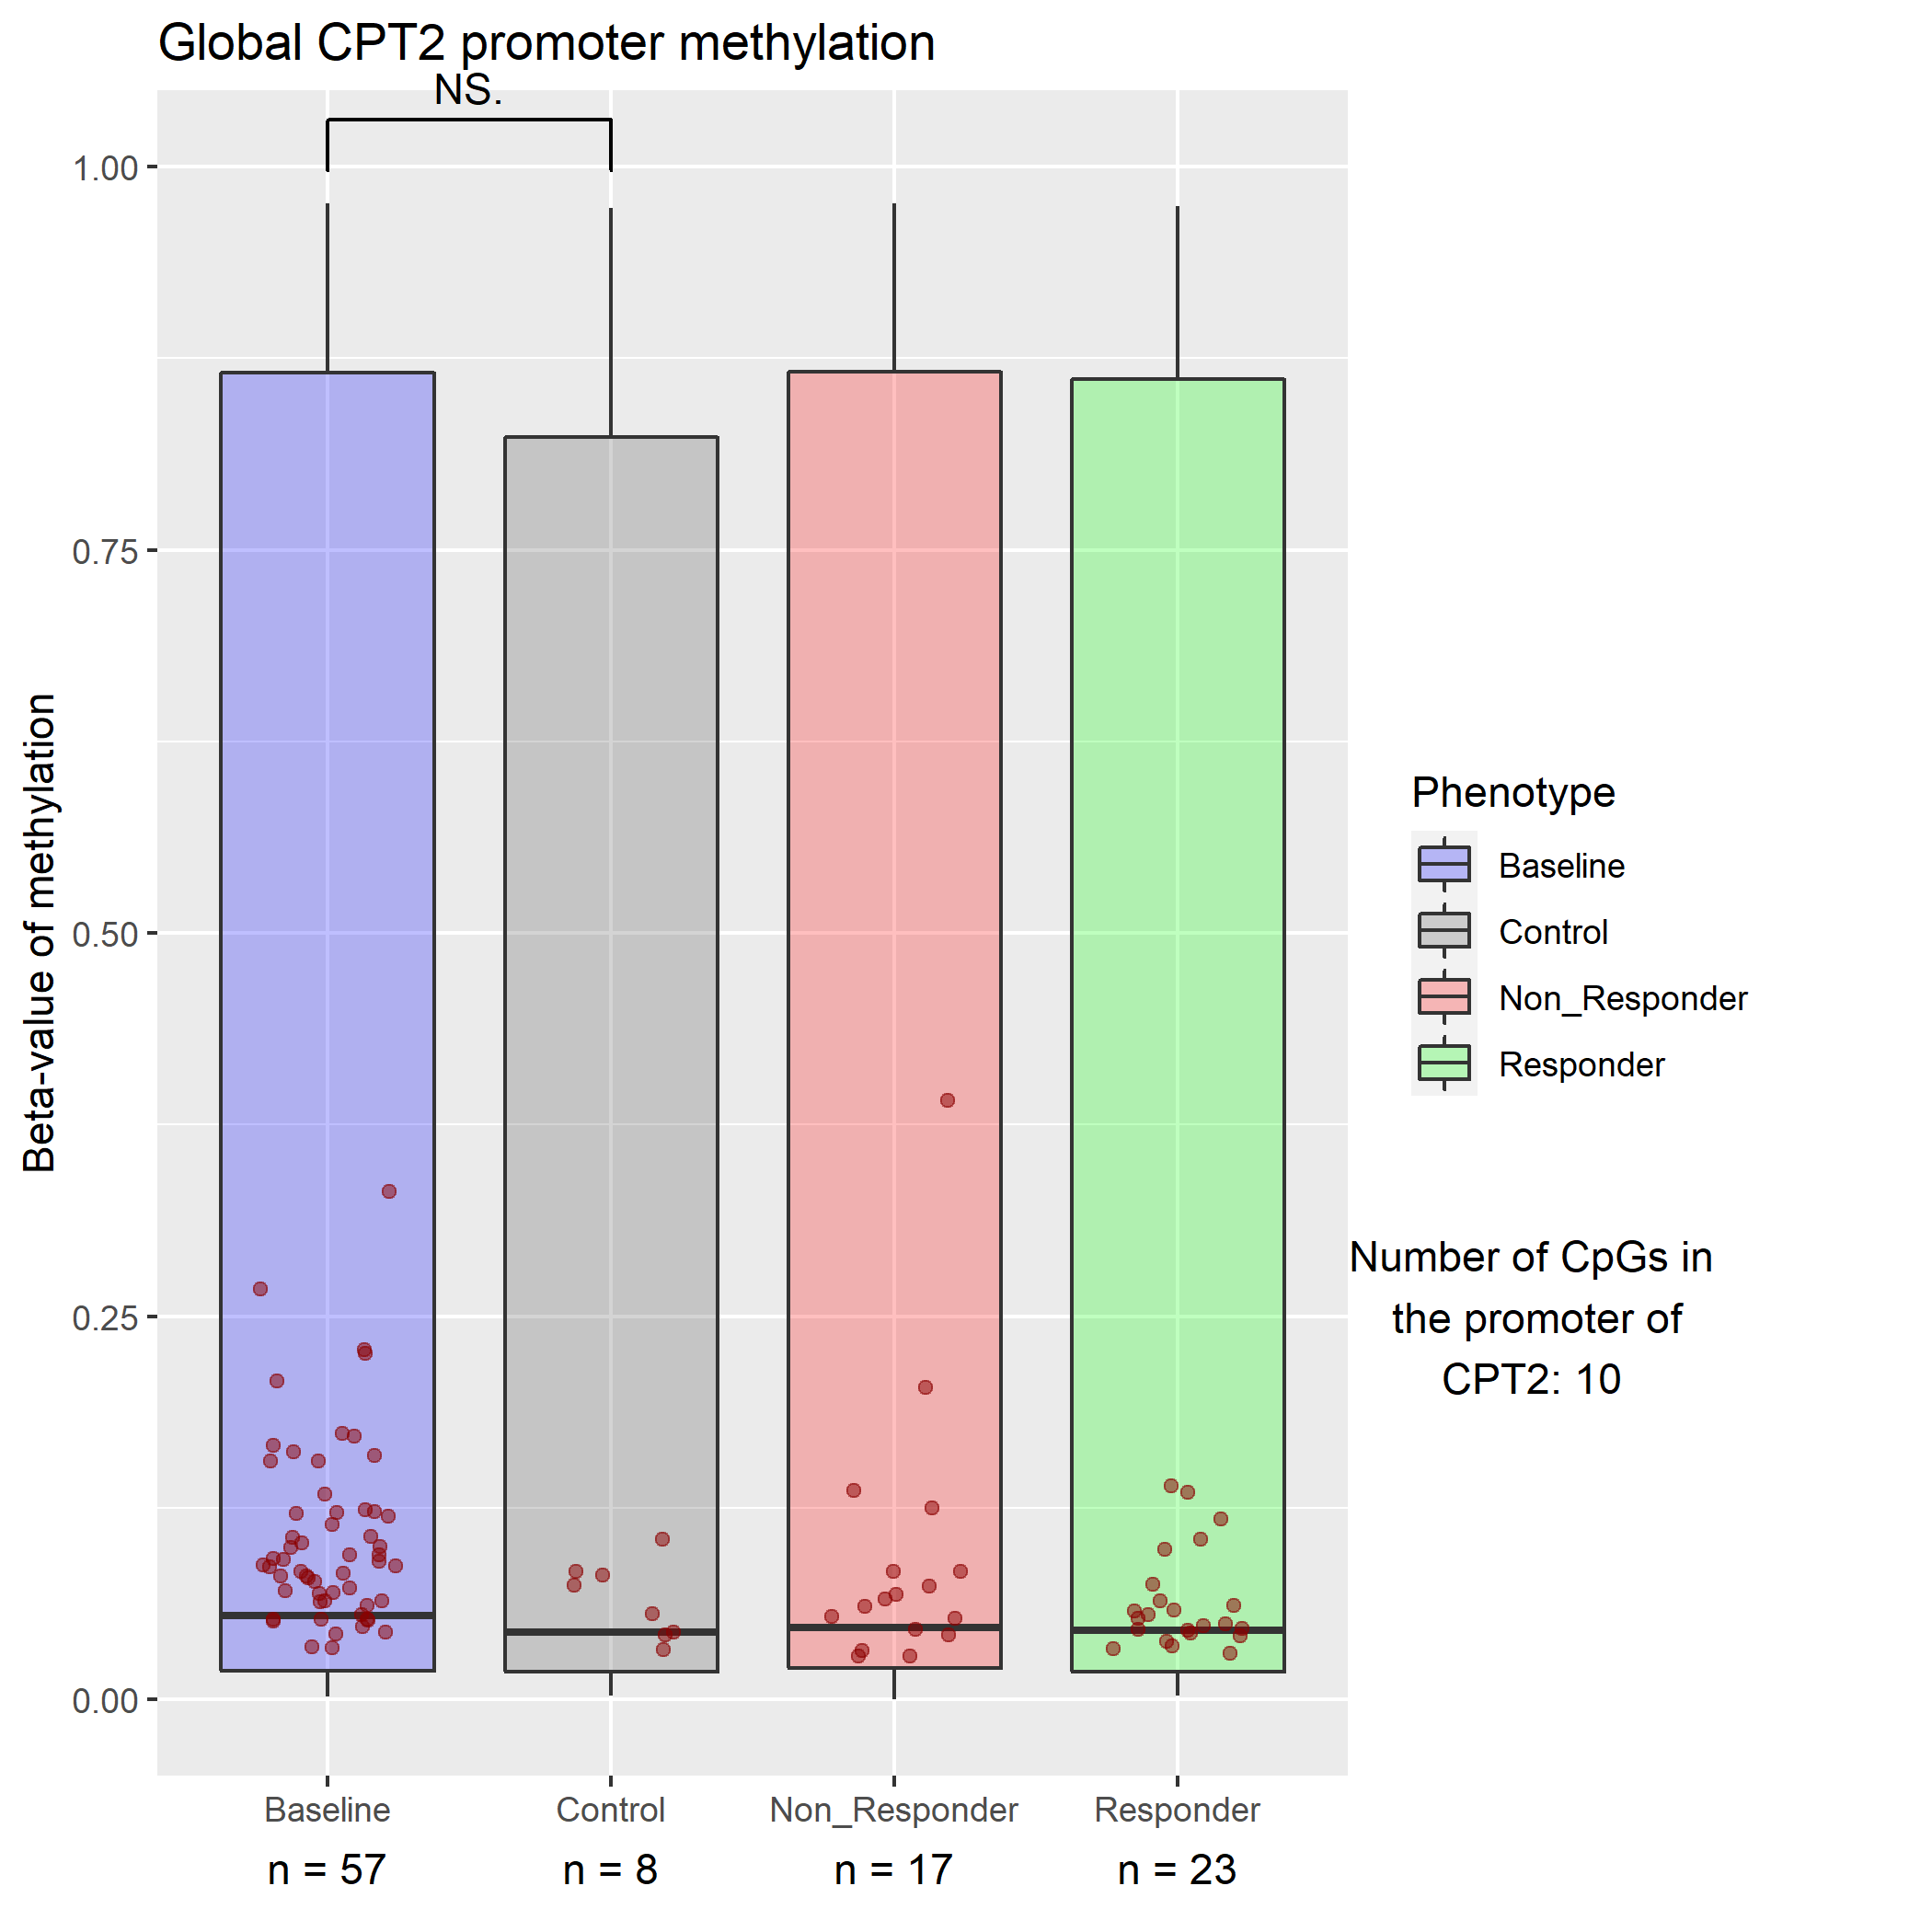 Global CPT2 promoter methylation
NS.
1.00
0.75
0.50
0.25
0.00
Beta-value of methylation
Baseline
Control
Non_Responder
Responder
n = 57
n = 8
n = 17
n = 23
Phenotype
Baseline
Control
Non_Responder
Responder
Number of CpGs in
the promoter of
CPT2: 10